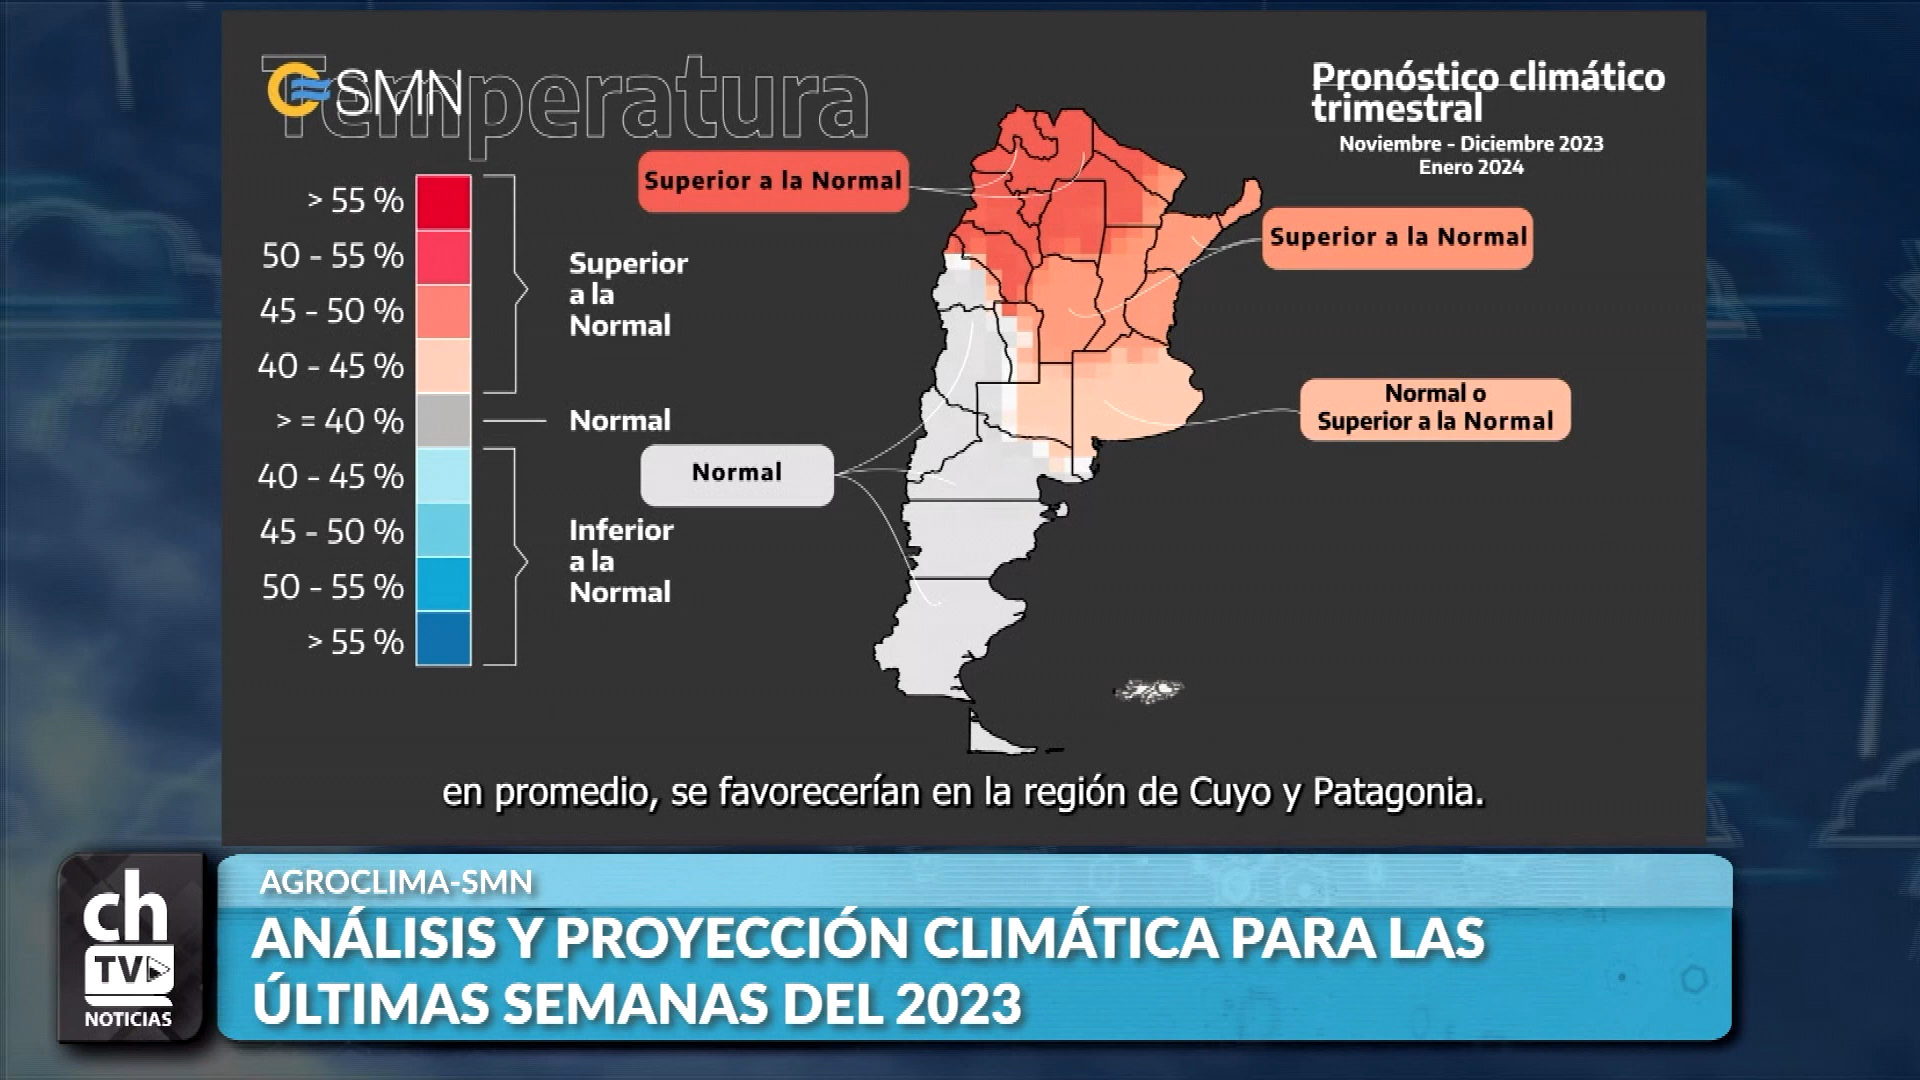 Temperatura
SMN
Pronóstico climático
trimestral
Noviembre - Diciembre 2023
Enero 2024
> 55 %
50 - 55 %
45 - 50 %
40 - 45 %
> = 40 %
40 - 45 %
45 - 50 %
50 - 55 %
> 55 %
Superior
a la
Normal
Normal
Inferior
a la
Normal
Superior a la Normal
Superior a la Normal
Normal o
Superior a la Normal
Normal
en promedio, se favorecerían en la región de Cuyo y Patagonia.
AGROCLIMA-SMN
ANÁLISIS Y PROYECCIÓN CLIMÁTICA PARA LAS
ÚLTIMAS SEMANAS DEL 2023
ch
TV
NOTICIAS